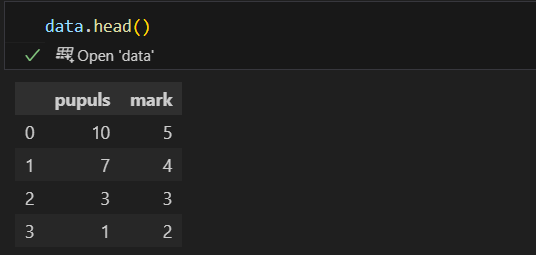 data.head()
Open 'data'
pupuls mark
0 10 5
1 7 4
2 3 3
3 1 2